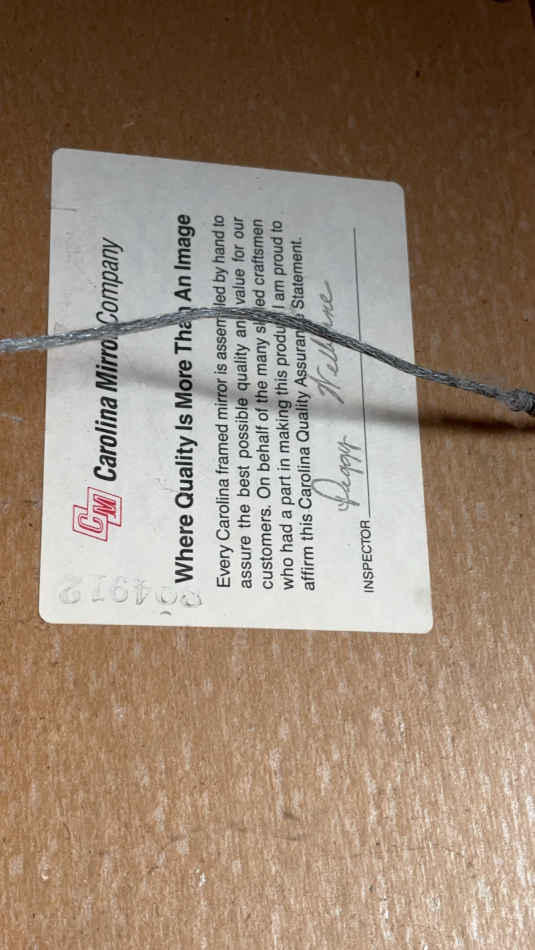 CM Carolina Mirror Company
Where Quality Is More Than An Image
Every Carolina framed mirror is assembled by hand to
assure the best possible quality and value for our
customers. On behalf of the many skilled craftsmen
who had a part in making this product, I am proud to
affirm this Carolina Quality Assurance Statement.
Peggy
INSPECTOR